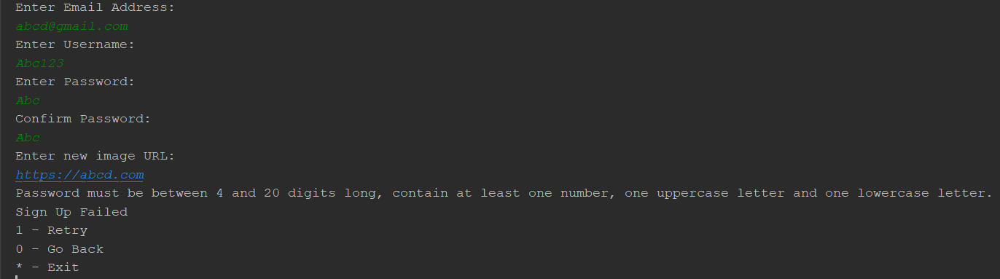 Enter Email Address:
abcd@gmail.com
Enter Username:
Abc123
Enter Password:
Abc
Confirm Password:
Abc
Enter new image URL:
https://abcd.com
Password must be between 4 and 20 digits long, contain at least one number, one uppercase letter and one lowercase letter.
Sign Up Failed
1 - Retry
0 - Go Back
* - Exit